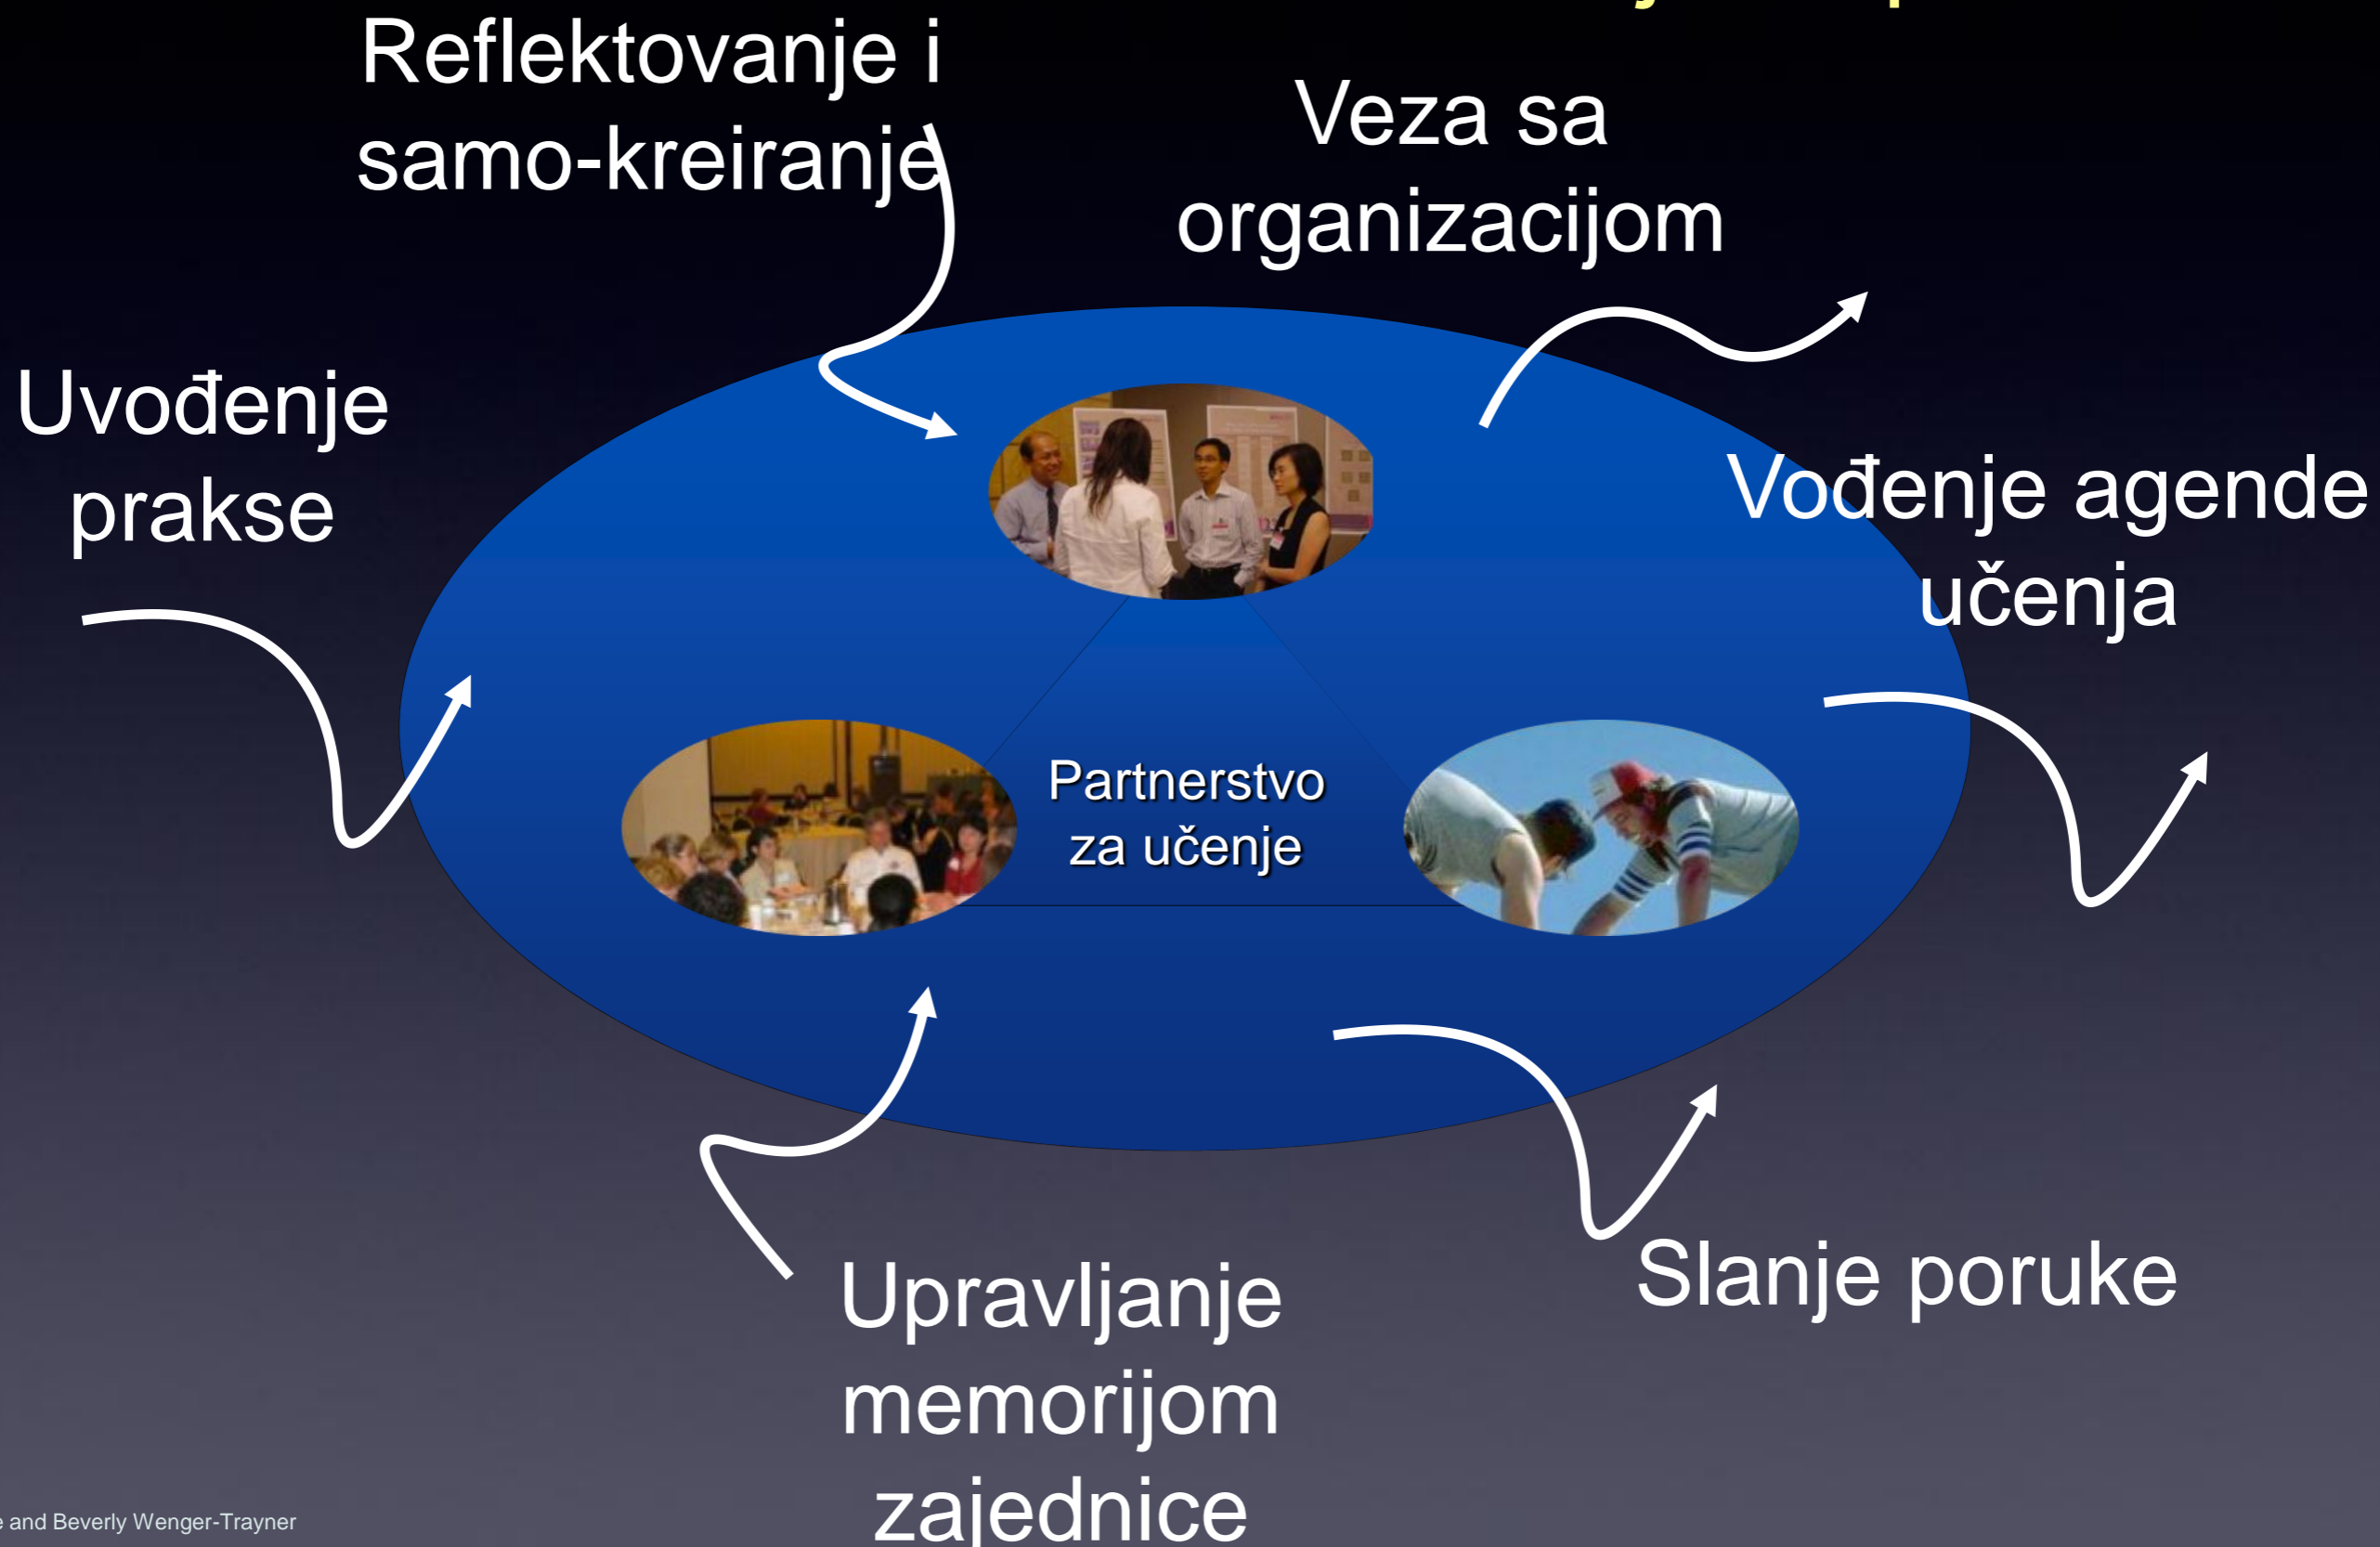 Reflektovanje i
samo-kreiranje
Veza sa
organizacijom
Uvođenje
prakse
Vođenje agende
učenja
Partnerstvo
za učenje
Slanje poruke
Upravljanje
memorijom
zajednice
and Beverly Wenger-Trayner